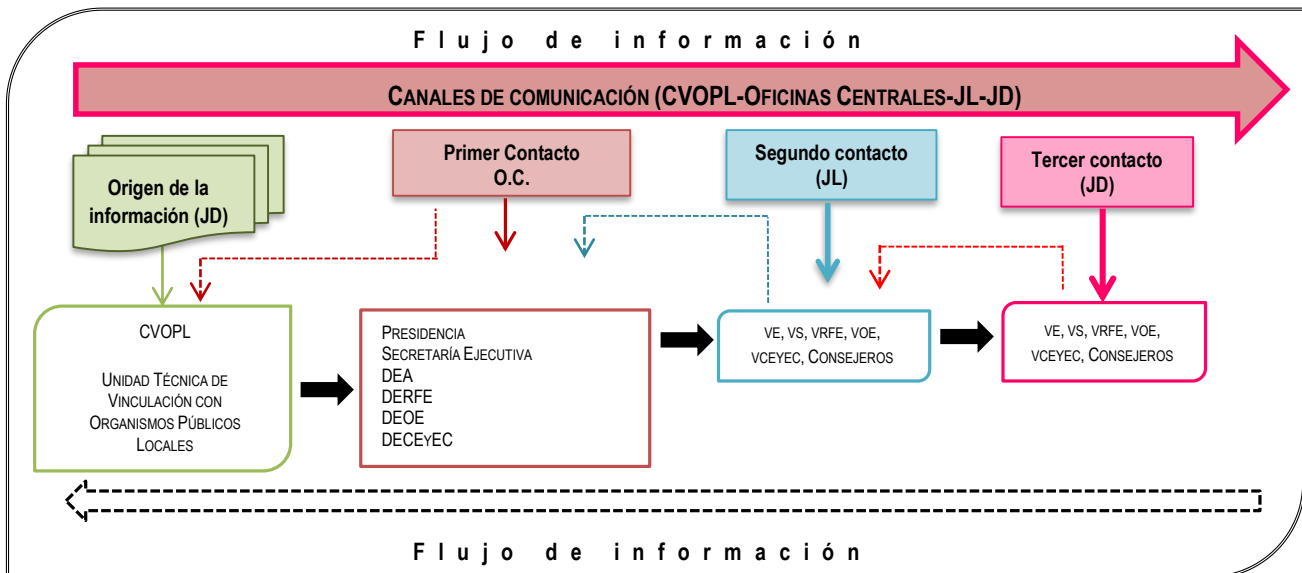 Flujo de información
CANALES DE COMUNICACIÓN (CVOPL-OFICINAS CENTRALES-JL-JD)
Origen de la
información (JD)
Primer Contacto
O.C.
Segundo contacto
(JL)
Tercer contacto
(JD)
CVOPL
UNIDAD TÉCNICA DE
VINCULACIÓN CON
ORGANISMOS PÚBLICOS
LOCALES
PRESIDENCIA
SECRETARÍA EJECUTIVA
DEA
DERFE
DEOE
DECEYEC
VE, VS, VRFE, VOE,
VCEYEC, CONSEJEROS
VE, VS, VRFE, VOE,
VCEYEC, CONSEJEROS
Flujo de información